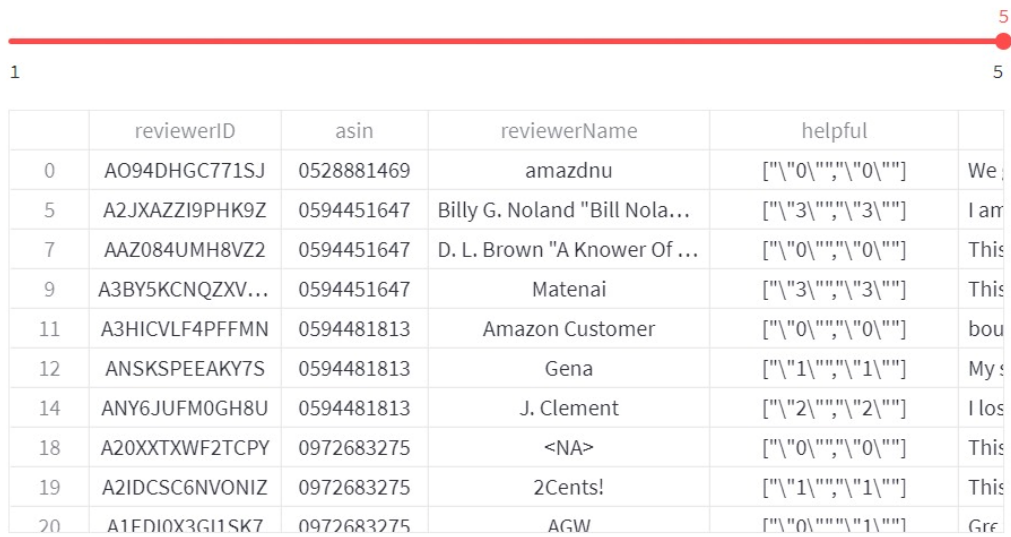 5
1 5
reviewerID asin reviewerName helpful
0 AO94DHGC771SJ 0528881469 amazdnu ["\"0\"","\"0\""] We
5 A2JXAZZI9PHK9Z 0594451647 Billy G. Noland "Bill Nola... ["\"3\"","\"3\""] I am
7 AAZ084UMH8VZ2 0594451647 D. L. Brown "A Knower Of ... ["\"0\"","\"0\""] This
9 A3BY5KCNQZXV... 0594451647 Matenai ["\"3\"","\"3\""] This
11 A3HICVLF4PFFMN 0594481813 Amazon Customer ["\"0\"","\"0\""] bou
12 ANSKSPEEAKY7S 0594481813 Gena ["\"1\"","\"1\""] My
14 ANY6JUFM0GH8U 0594481813 J. Clement ["\"2\"","\"2\""] I los
18 A20XXTXWF2TCPY 0972683275 <NA> ["\"0\"","\"0\""] This
19 A2IDCSC6NVONIZ 0972683275 2Cents! ["\"1\"","\"1\""] This
20 A1EDI0X3GI1SK7 0972683275 AGW ["\"0\"","\"1\""] Gre